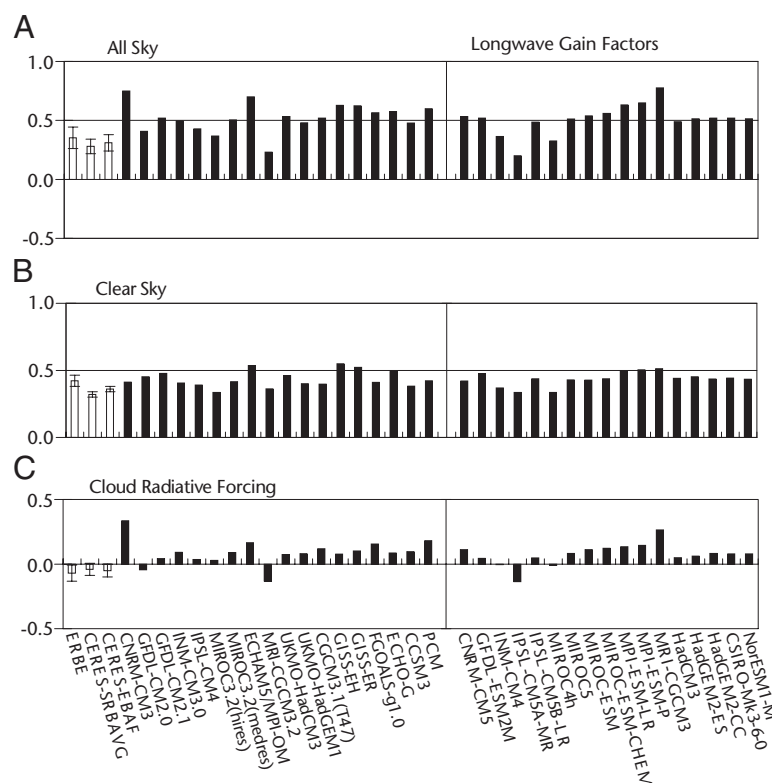 A
All Sky
Longwave Gain Factors
1.0
0.5
0.0
-0.5
B
Clear Sky
1.0
0.5
0.0
C
Cloud Radiative Forcing
0.5
0.0
-0.5
ERBE
CERES-SRBAVG
CERES-EBAF
CNRM-CM3
GFDL-CM2.0
GFDL-CM2.1
INM-CM3.0
IPSL-CM4
MIROC3.2(hires)
MIROC3.2(medres)
ECHAM5/MPI-OM
MRI-CGCM3.2
UKMO-HadCM3
UKMO-HadGEM1
CGCM3.1(T47)
GISS-EH
GISS-ER
FGOALS-g1.0
ECHO-G
CCSM3
PCM
CNRM-CM5
GFDL-ESM2M
INM-CM4
IPSL-CM5A-MR
IPSL-CM5B-LR
MIROC4h
MIROC5
MIROC-ESM
MIROC-ESM-CHEM
MPI-ESM-LR
MPI-ESM-P
MRI-CGCM3
HadCM3
HadGEM2-ES
HadGEM2-CC
CSIRO-Mk3-6-0
NorESM1-M